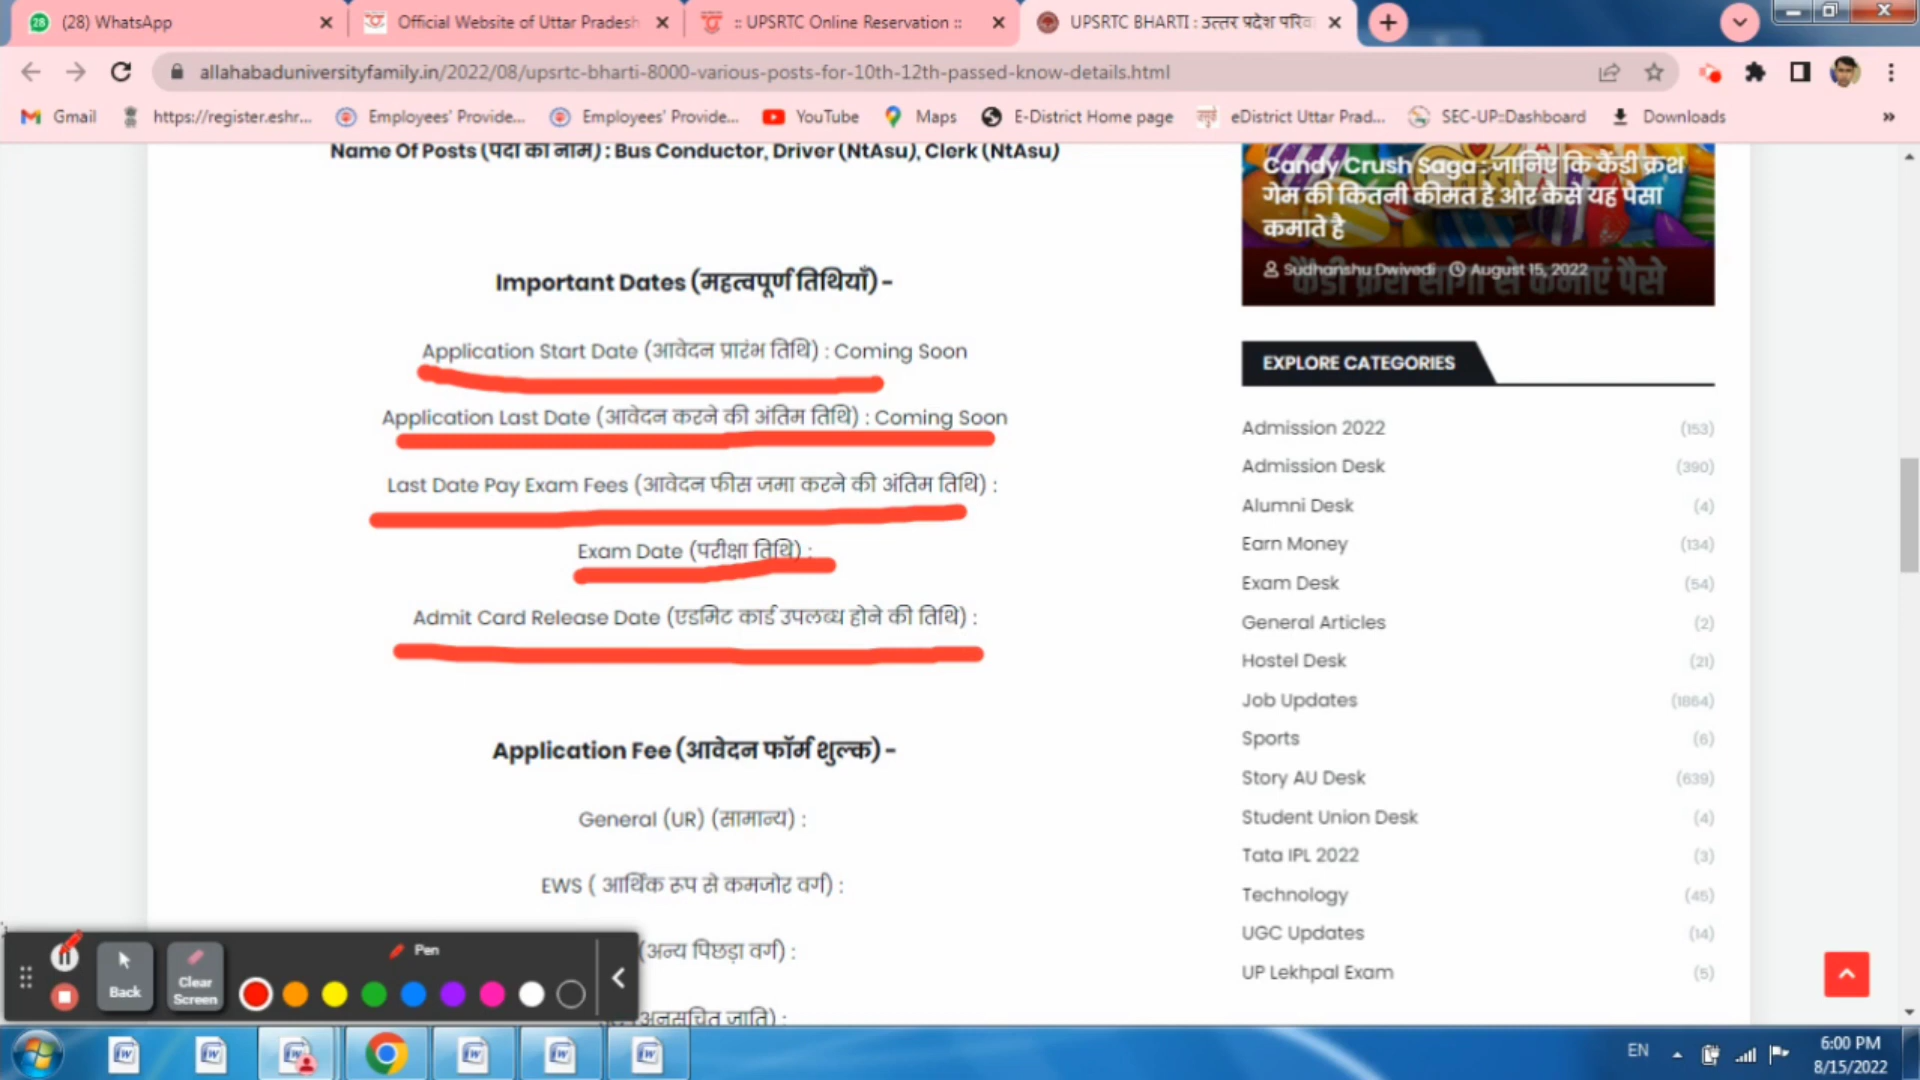 (28) WhatsApp
Official Website of Uttar Pradesh
:: UPSRTC Online Reservation ::
UPSRTC BHARTI : उत्तर प्रदेश परिव
allahabaduniversityfamily.in/2022/08/upsrtc-bharti-8000-various-posts-for-10th-12th-passed-know-details.html
Gmail
https://register.eshr...
Employees' Provide...
Employees' Provide...
YouTube
Maps
E-District Home page
eDistrict Uttar Prad...
SEC-UP::Dashboard
Downloads
»
Name Of Posts (पदों का नाम) : Bus Conductor, Driver (NtAsu), Clerk (NtAsu)
Important Dates (महत्वपूर्ण तिथियाँ) -
Application Start Date (आवेदन प्रारंभ तिथि) : Coming Soon
Application Last Date (आवेदन करने की अंतिम तिथि) : Coming Soon
Last Date Pay Exam Fees (आवेदन फीस जमा करने की अंतिम तिथि) :
Exam Date (परीक्षा तिथि) :
Admit Card Release Date (एडमिट कार्ड उपलब्ध होने की तिथि) :
Application Fee (आवेदन फॉर्म शुल्क) -
General (UR) (सामान्य) :
EWS ( आर्थिक रूप से कमजोर वर्ग) :
(अन्य पिछड़ा वर्ग) :
(अनुसूचित जाति) :
Candy Crush Saga : जानिए कि कैंडी क्रश
गेम की कितनी कीमत है और कैसे यह पैसा
कमाते है
Sudhanshu Dwivedi August 15, 2022
कैंडी क्रश सागा से कमाएं पैसे
EXPLORE CATEGORIES
Admission 2022 (153)
Admission Desk (390)
Alumni Desk (4)
Earn Money (134)
Exam Desk (54)
General Articles (2)
Hostel Desk (21)
Job Updates (1864)
Sports (6)
Story AU Desk (639)
Student Union Desk (4)
Tata IPL 2022 (3)
Technology (45)
UGC Updates (14)
UP Lekhpal Exam (5)
Back
Clear
Screen
Pen
EN
6:00 PM
8/15/2022